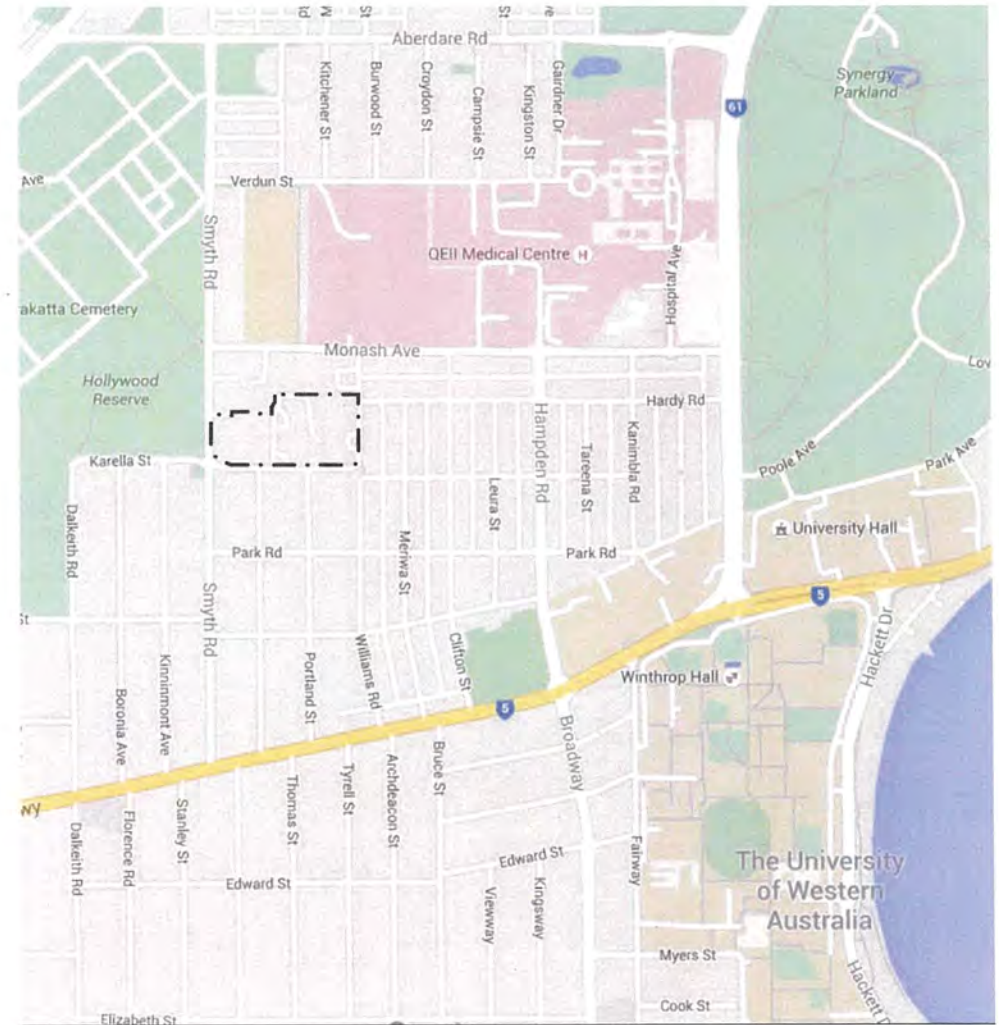 Aberdare Rd
Kitchener St
Burwood St
Croydon St
Campsie St
Kingston St
Gairdner Dr
61
Synergy
Parkland
Ave
Verdun St
Smyth Rd
QEII Medical Centre H
Hospital Ave
akatta Cemetery
Monash Ave
Hollywood
Reserve
Hardy Rd
Hampden Rd
Kanimbla Rd
Tareena St
Karella St
Leura St
Poole Ave
Park Ave
Lov
Dalkeith Rd
University Hall
Park Rd
Meriwa St
Park Rd
5
St
Smyth Rd
Williams Rd
Portland St
Clifton St
Hackett Dr
Winthrop Hall
Kinninmont Ave
Boronia Ave
5
Broadway
Bruce St
Archdeacon St
Tyrell St
Thomas St
Stanley St
Florence Rd
Dalkeith Rd
wy
Fairway
Edward St
Edward St
Viewway
Kingsway
The University
of Western
Australia
Myers St
Hackett D
Cook St
Elizabeth St